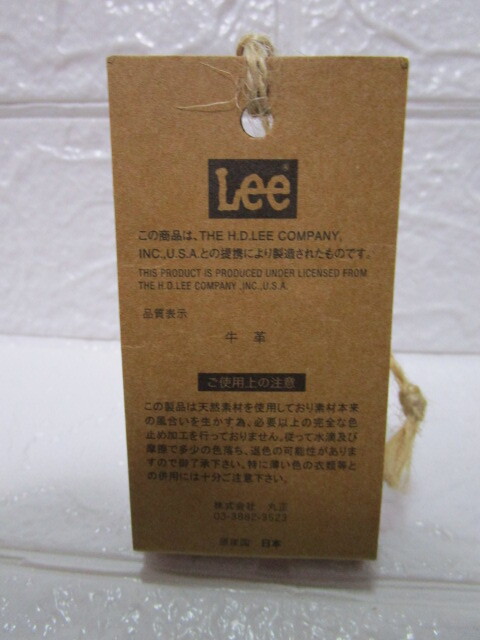 Lee
この商品は、THE H.D.LEE COMPANY,
INC.,U.S.A.との提携により製造されたものです。
THIS PRODUCT IS PRODUCED UNDER LICENSED FROM
THE H.D.LEE COMPANY ,INC.,U.S.A.
品質表示
牛 革
ご使用上の注意
この製品は天然素材を使用しており素材本来
の風合いを生かす為、必要以上の完全な色
止め加工を行っておりません。従って水濡及び
摩擦で多少の色落ち、退色の可能性がありま
すので御了承下さい。特に薄い色の衣類等と
の併用には十分ご注意下さい。
株式会社
日本